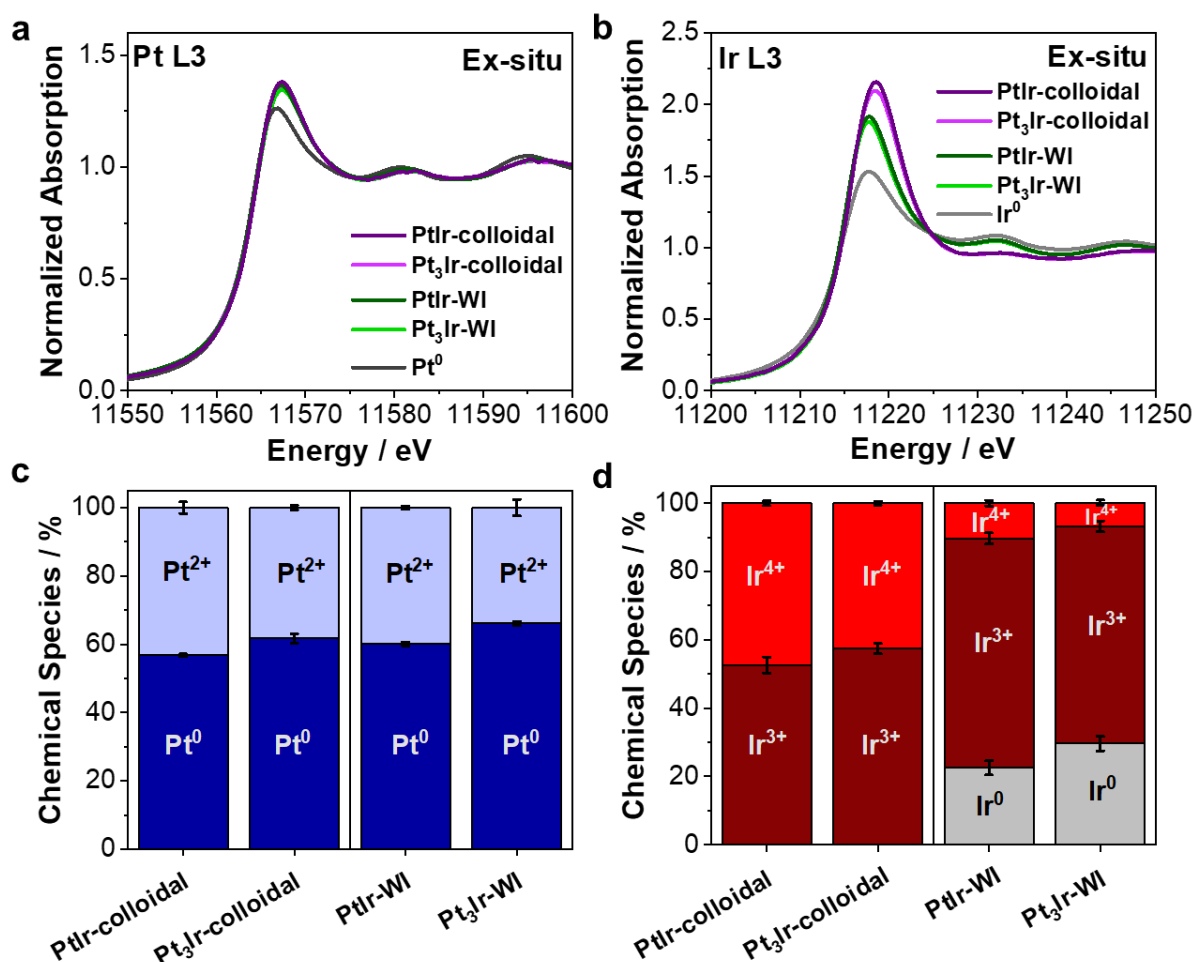 a
Pt L3
Ex-situ
1.5
1.0
0.5
0.0
Normalized Absorption
PtIr-colloidal
Pt₃Ir-colloidal
PtIr-WI
Pt₃Ir-WI
Pt⁰
11550 11560 11570 11580 11590 11600
Energy / eV
b
Ir L3
Ex-situ
2.5
2.0
1.5
1.0
0.5
0.0
Normalized Absorption
PtIr-colloidal
Pt₃Ir-colloidal
PtIr-WI
Pt₃Ir-WI
Ir⁰
11200 11210 11220 11230 11240 11250
Energy / eV
c
100
80
60
40
20
0
Chemical Species / %
Pt²⁺ Pt²⁺ Pt²⁺ Pt²⁺
Pt⁰ Pt⁰ Pt⁰ Pt⁰
PtIr-colloidal
Pt₃Ir-colloidal
PtIr-WI
Pt₃Ir-WI
d
100
80
60
40
20
0
Chemical Species / %
Ir⁴⁺ Ir⁴⁺ Ir⁴⁺ Ir⁴⁺
Ir³⁺ Ir³⁺ Ir³⁺ Ir³⁺
Ir⁰ Ir⁰
PtIr-colloidal
Pt₃Ir-colloidal
PtIr-WI
Pt₃Ir-WI